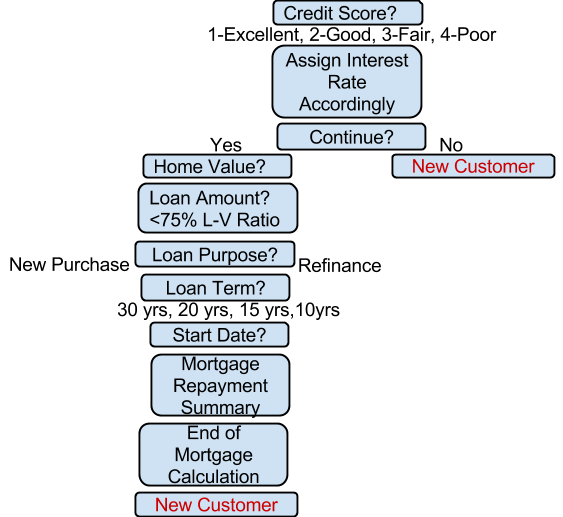 Credit Score?
1-Excellent, 2-Good, 3-Fair, 4-Poor
Assign Interest
Rate
Accordingly
Continue?
Yes
No
Home Value?
New Customer
Loan Amount?
<75% L-V Ratio
Loan Purpose?
New Purchase
Refinance
Loan Term?
30 yrs, 20 yrs, 15 yrs,10yrs
Start Date?
Mortgage
Repayment
Summary
End of
Mortgage
Calculation
New Customer